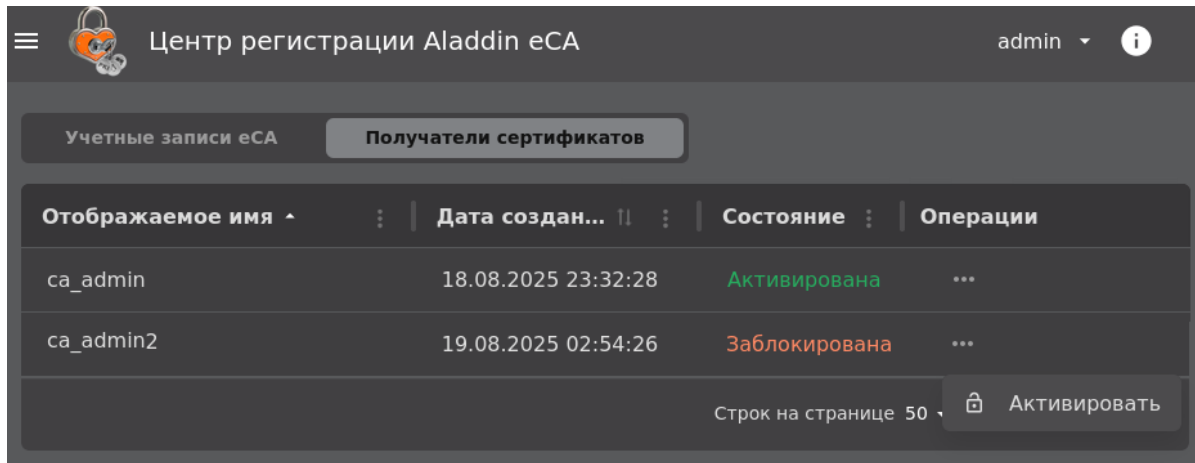 Центр регистрации Aladdin eCA admin
Учетные записи eCA Получатели сертификатов
Отображаемое имя Дата создан... Состояние Операции
ca_admin 18.08.2025 23:32:28 Активирована
ca_admin2 19.08.2025 02:54:26 Заблокирована
Строк на странице 50 Активировать